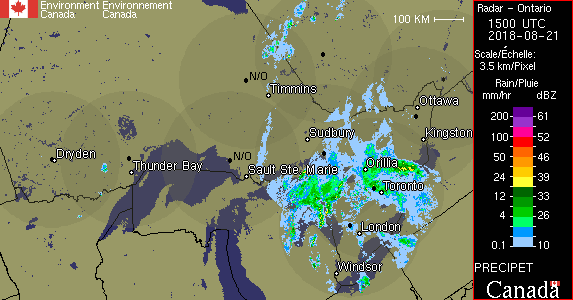 Environment Environnement
Canada Canada
100 KM
N/O
Timmins
Ottawa
Sudbury
Kingston
Dryden
Thunder Bay
N/O
Sault Ste. Marie
Orillia
Toronto
London
Windsor
Radar - Ontario
1500 UTC
2018-08-21
Scale/Échelle:
3.5 km/Pixel
Rain/Pluie
mm/hr dBZ
200 61
100 52
50 46
24 39
12 33
4 26
0.1 10
PRECIPET
Canada